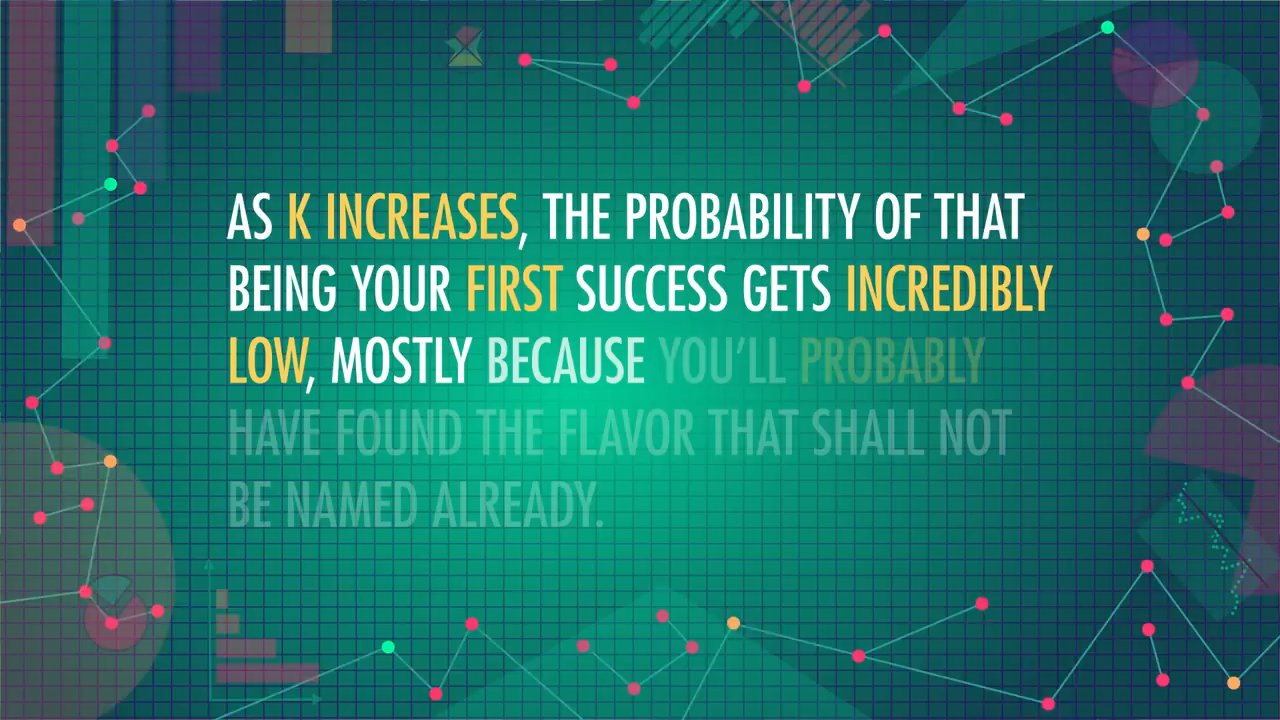 AS K INCREASES, THE PROBABILITY OF THAT
BEING YOUR FIRST SUCCESS GETS INCREDIBLY
LOW, MOSTLY BECAUSE YOU'LL PROBABLY
HAVE FOUND THE FLAVOR THAT SHALL NOT
BE NAMED ALREADY.